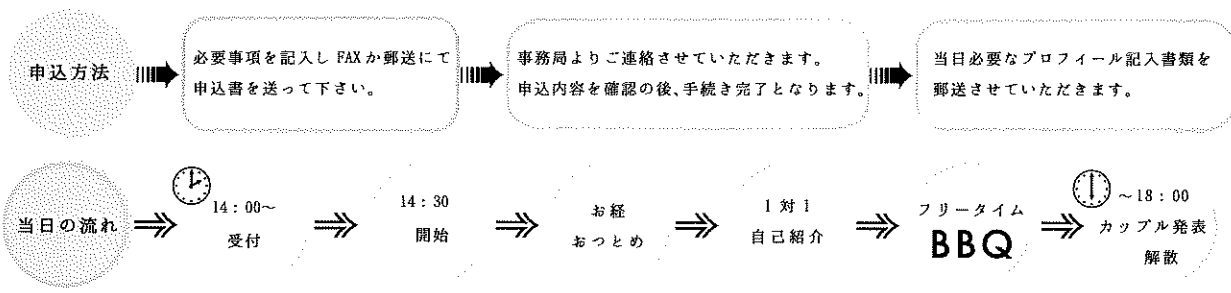 申込方法
必要事項を記入しFAXか郵送にて
申込書を送って下さい。
事務局よりご連絡させていただきます。
申込内容を確認の後、手続き完了となります。
当日必要なプロフィール記入書類を
郵送させていただきます。
当日の流れ
14:00～
受付
14:30
開始
お経
おつとめ
1対1
自己紹介
フリータイム
BBQ
～18:00
カップル発表
解散